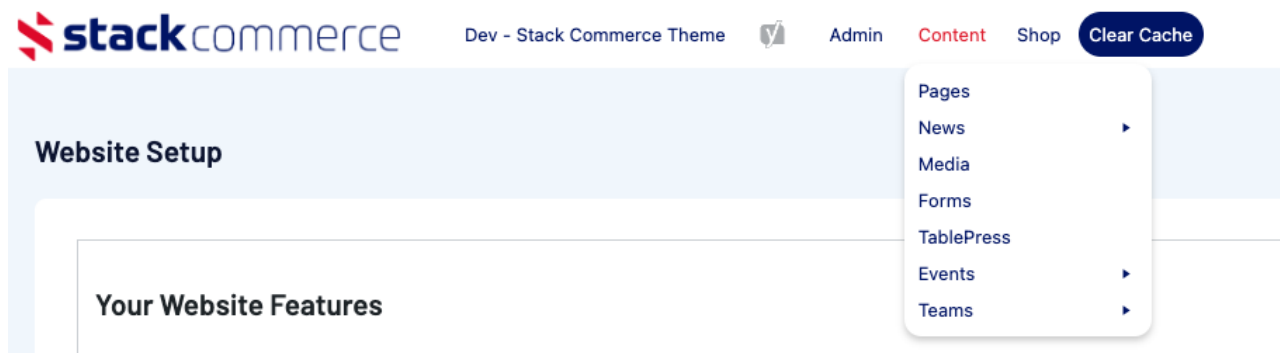 stackcommerce Dev - Stack Commerce Theme Admin Content Shop Clear Cache
Pages
News
Media
Forms
TablePress
Events
Teams
Website Setup
Your Website Features